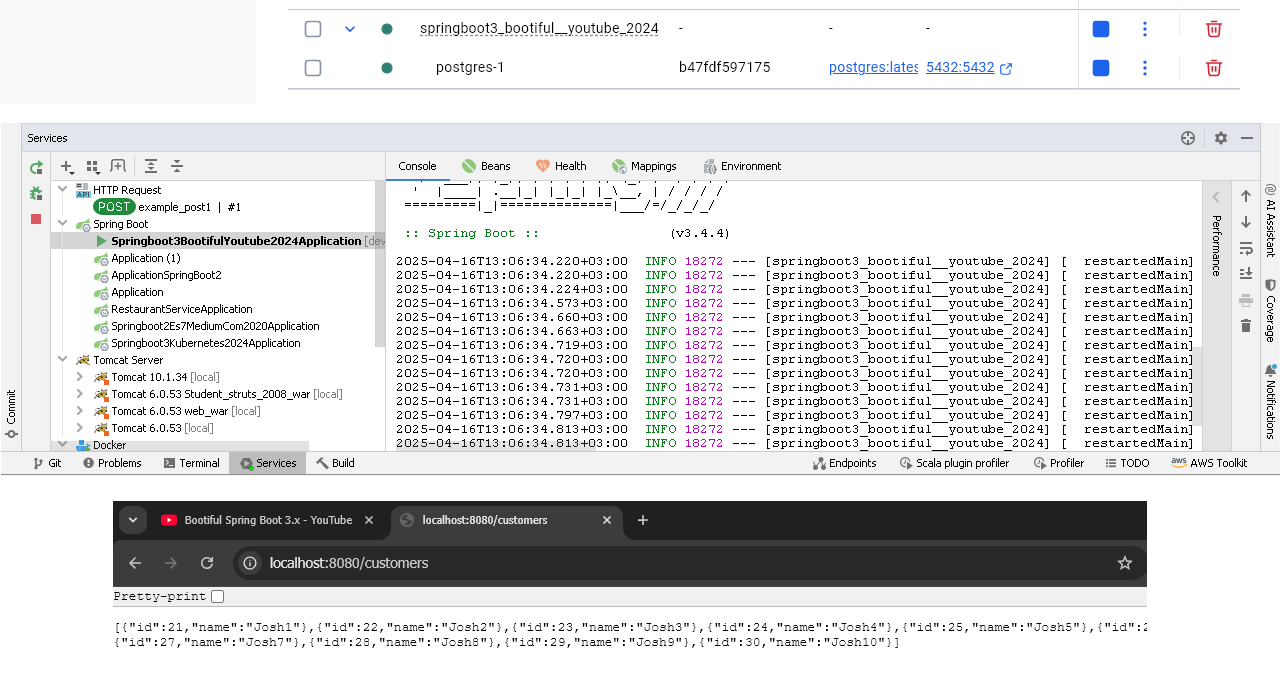 springboot3_bootiful__youtube_2024 - - -
postgres-1 b47fdf597175 postgres:lates 5432:5432
Services
Console Beans Health Mappings Environment
HTTP Request
POST example_post1 | #1
Spring Boot
Springboot3BootifulYoutube2024Application [dev
Application (1)
ApplicationSpringBoot2
Application
RestaurantServiceApplication
Springboot2Es7MediumCom2020Application
Springboot3Kubernetes2024Application
Tomcat Server
Tomcat 10.1.34 [local]
Tomcat 6.0.53 Student_struts_2008_war [local]
Tomcat 6.0.53 web_war [local]
Tomcat 6.0.53 [local]
Docker
=========|_|==============|___/=/_/_/_/
:: Spring Boot :: (v3.4.4)
2025-04-16T13:06:34.220+03:00 INFO 18272 --- [springboot3_bootiful__youtube_2024] [ restartedMain]
2025-04-16T13:06:34.224+03:00 INFO 18272 --- [springboot3_bootiful__youtube_2024] [ restartedMain]
2025-04-16T13:06:34.224+03:00 INFO 18272 --- [springboot3_bootiful__youtube_2024] [ restartedMain]
2025-04-16T13:06:34.573+03:00 INFO 18272 --- [springboot3_bootiful__youtube_2024] [ restartedMain]
2025-04-16T13:06:34.603+03:00 INFO 18272 --- [springboot3_bootiful__youtube_2024] [ restartedMain]
2025-04-16T13:06:34.660+03:00 INFO 18272 --- [springboot3_bootiful__youtube_2024] [ restartedMain]
2025-04-16T13:06:34.719+03:00 INFO 18272 --- [springboot3_bootiful__youtube_2024] [ restartedMain]
2025-04-16T13:06:34.720+03:00 INFO 18272 --- [springboot3_bootiful__youtube_2024] [ restartedMain]
2025-04-16T13:06:34.720+03:00 INFO 18272 --- [springboot3_bootiful__youtube_2024] [ restartedMain]
2025-04-16T13:06:34.731+03:00 INFO 18272 --- [springboot3_bootiful__youtube_2024] [ restartedMain]
2025-04-16T13:06:34.731+03:00 INFO 18272 --- [springboot3_bootiful__youtube_2024] [ restartedMain]
2025-04-16T13:06:34.797+03:00 INFO 18272 --- [springboot3_bootiful__youtube_2024] [ restartedMain]
2025-04-16T13:06:34.813+03:00 INFO 18272 --- [springboot3_bootiful__youtube_2024] [ restartedMain]
2025-04-16T13:06:34.813+03:00 INFO 18272 --- [springboot3_bootiful__youtube_2024] [ restartedMain]
Performance
AI Assistant
Coverage
Notifications
Commit
Git Problems Terminal Services Build Endpoints Scala plugin profiler Profiler TODO aws AWS Toolkit
Bootiful Spring Boot 3.x - YouTube localhost:8080/customers
localhost:8080/customers
Pretty-print
[{"id":21,"name":"Josh1"},{"id":22,"name":"Josh2"},{"id":23,"name":"Josh3"},{"id":24,"name":"Josh4"},{"id":25,"name":"Josh5"},{"id":2
{"id":27,"name":"Josh7"},{"id":28,"name":"Josh8"},{"id":29,"name":"Josh9"},{"id":30,"name":"Josh10"}]